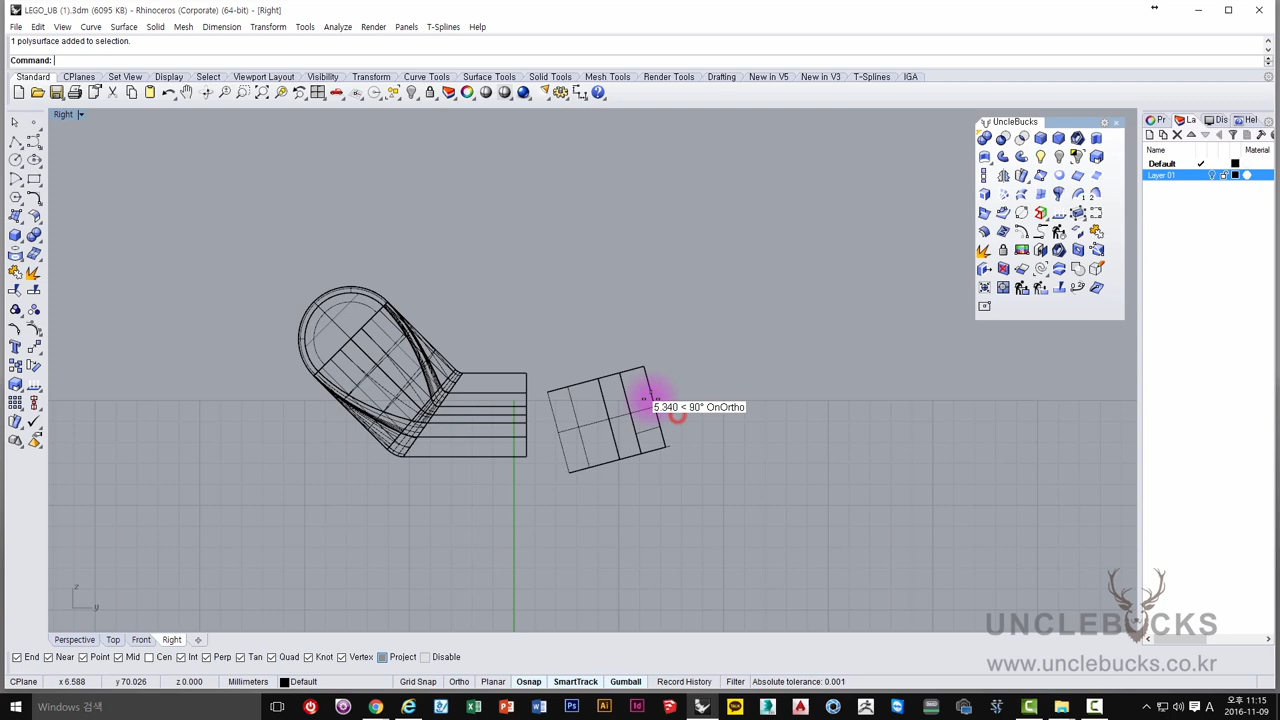 LEGO_UB (1).3dm (6095 KB) - Rhinoceros (Corporate) (64-bit) - [Right]
File Edit View Curve Surface Solid Mesh Dimension Transform Tools Analyze Render Panels T-Splines Help
1 polysurface added to selection.
Command:
Standard CPlanes Set View Display Select Viewport Layout Visibility Transform Curve Tools Surface Tools Solid Tools Mesh Tools Render Tools Drafting New in V5 New in V3 T-Splines IGA
Right
UncleBucks
Pr La Dis Hel
Name Material
Default
Layer 01
5.340 < 90° OnOrtho
z
y
UNCLEBUCKS
www.unclebucks.co.kr
Perspective Top Front Right
End Near Point Mid Cen Int Perp Tan Quad Knot Vertex Project Disable
CPlane x 6.588 y 70.026 z 0.000 Millimeters Default Grid Snap Ortho Planar Osnap SmartTrack Gumball Record History Filter Absolute tolerance: 0.001
Windows 검색
A 오후 11:15
2016-11-09